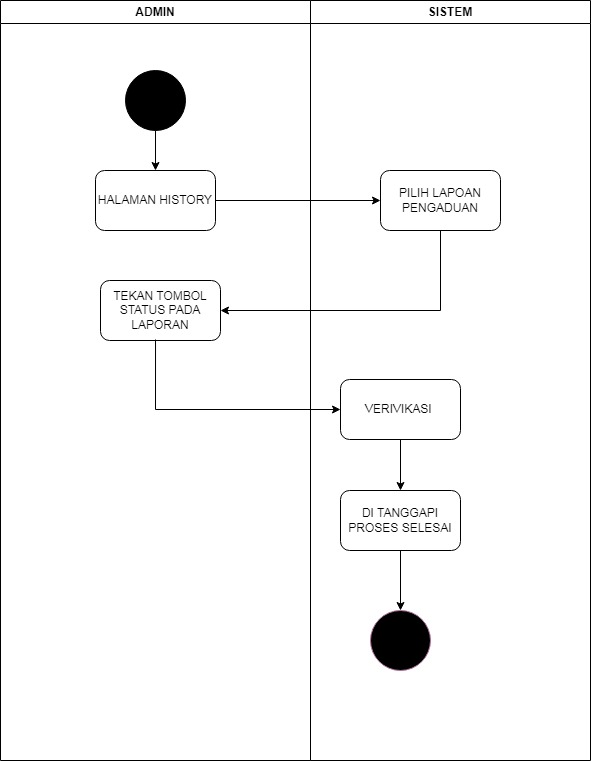 ADMIN
SISTEM
HALAMAN HISTORY
PILIH LAPOAN
PENGADUAN
TEKAN TOMBOL
STATUS PADA
LAPORAN
VERIVIKASI
DI TANGGAPI
PROSES SELESAI